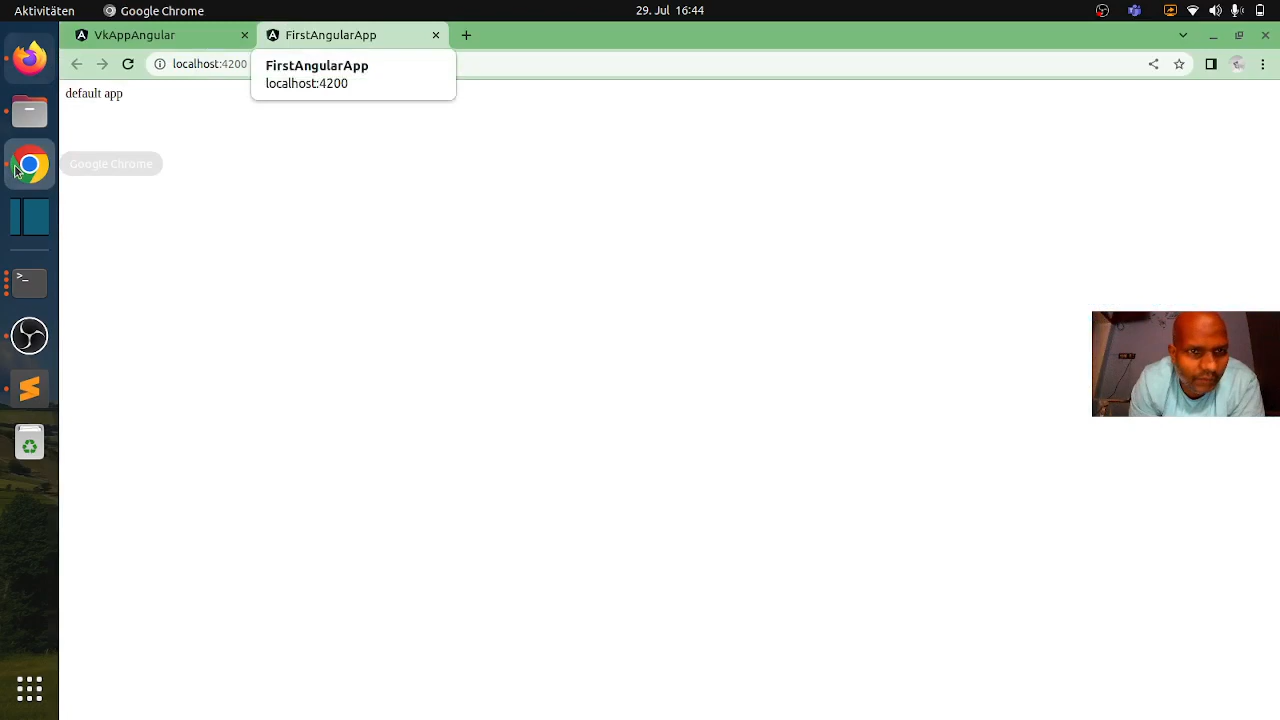 Aktivitäten
Google Chrome
29. Jul 16:44
VkAppAngular
FirstAngularApp
localhost:4200
FirstAngularApp
localhost:4200
default app
Google Chrome
>_